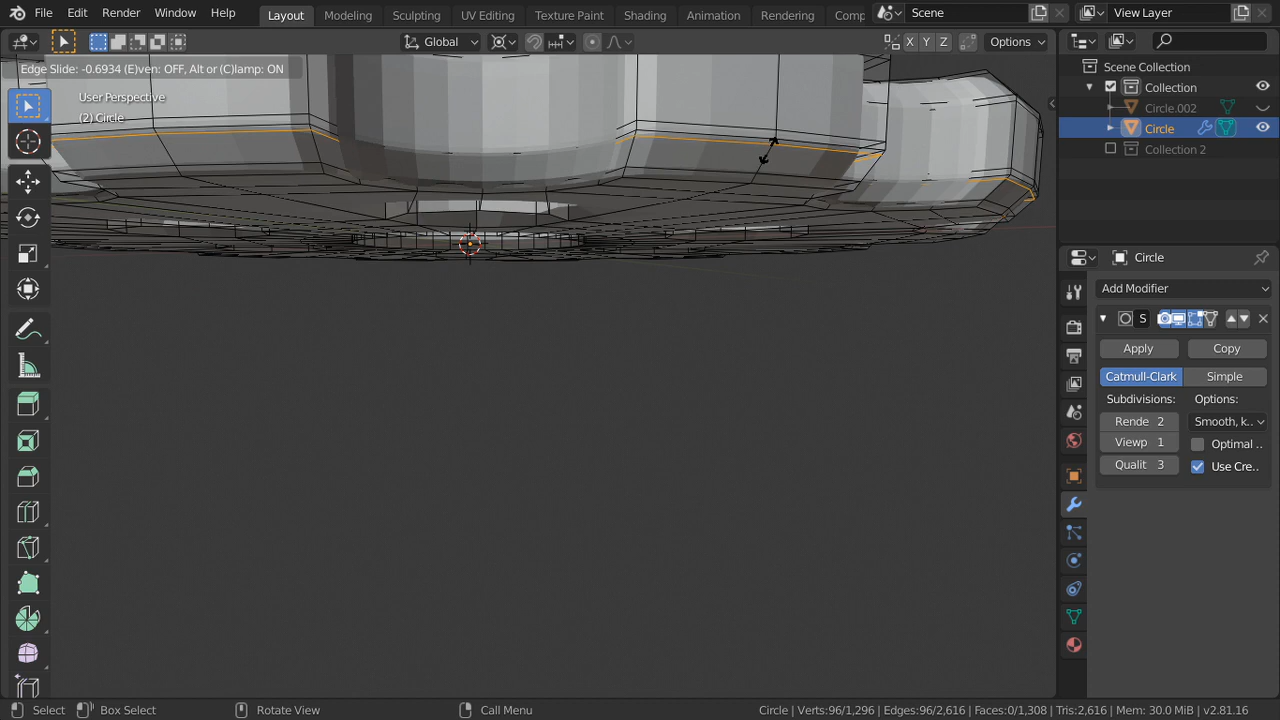 File Edit Render Window Help Layout Modeling Sculpting UV Editing Texture Paint Shading Animation Rendering Comp Scene View Layer
Global X Y Z Options
Edge Slide: -0.6934 (E)ven: OFF, Alt or (C)lamp: ON
User Perspective
(2) Circle
Scene Collection
Collection
Circle.002
Circle
Collection 2
Circle
Add Modifier
S
Apply Copy
Catmull-Clark Simple
Subdivisions: Options:
Rende 2 Smooth, k..
Viewp 1 Optimal ..
Qualit 3 Use Cre..
Select Box Select Rotate View Call Menu Circle | Verts:96/1,296 | Edges:96/2,616 | Faces:0/1,308 | Tris:2,616 | Mem: 30.0 MiB | v2.81.16